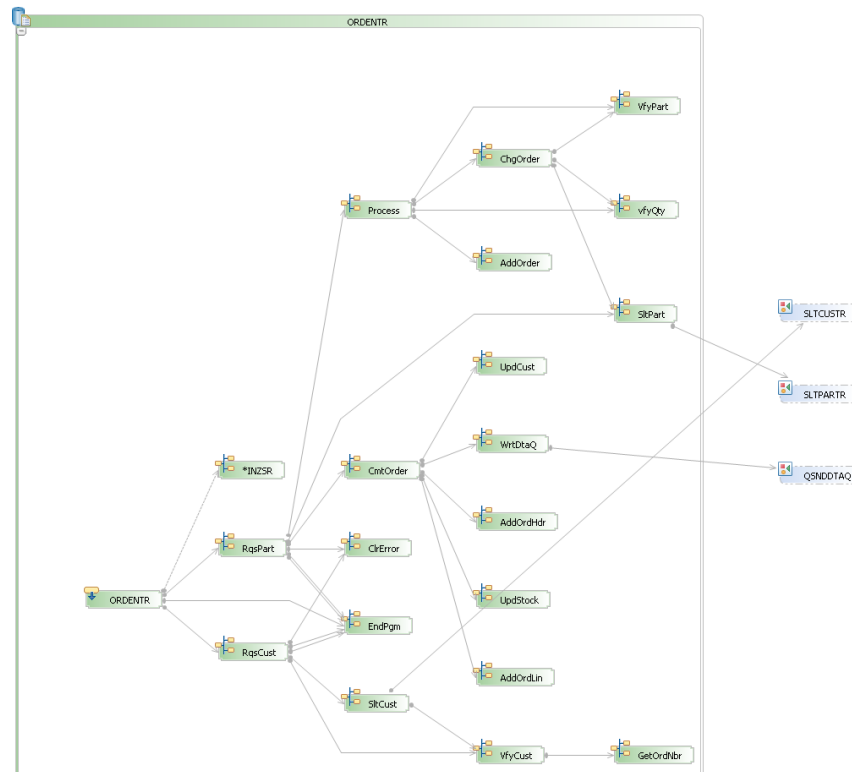 ORDENTR
VfyPart
ChgOrder
Process
vfyQty
AddOrder
SltPart
SLTCUSTR
UpdCust
SLTPARTR
WrtDtaQ
*INZSR
CmtOrder
QSNDDTAQ
AddOrdHdr
RqsPart
ClrError
ORDENTR
UpdStock
EndPgm
RqsCust
AddOrdLin
SltCust
VfyCust
GetOrdNbr